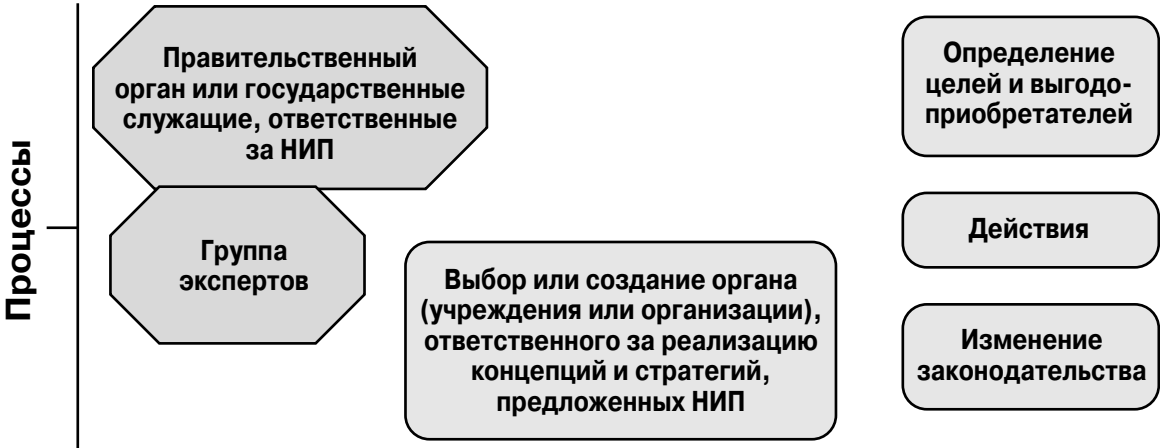 Процессы
Правительственный
орган или государственные
служащие, ответственные
за НИП
Группа
экспертов
Выбор или создание органа
(учреждения или организации),
ответственного за реализацию
концепций и стратегий,
предложенных НИП
Определение
целей и выгодо-
приобретателей
Действия
Изменение
законодательства